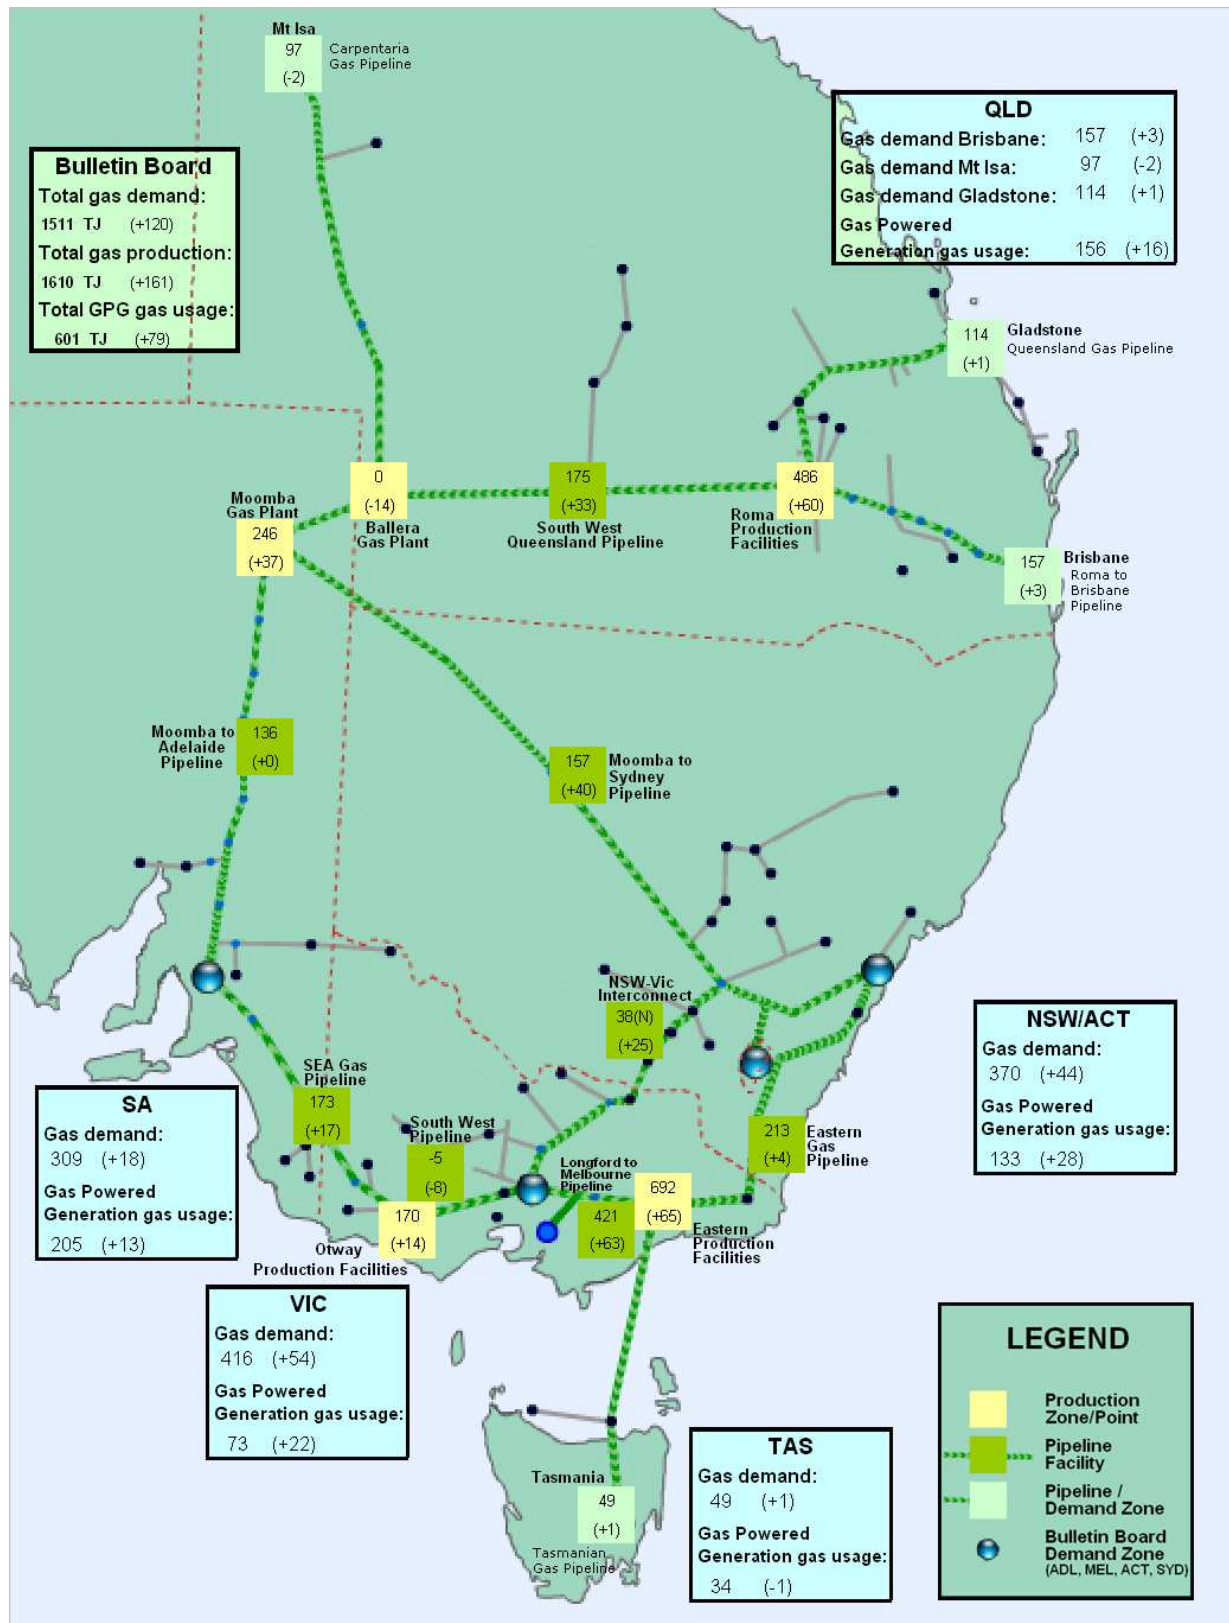 Mt Isa
97
(-2)
Carpentaria
Gas Pipeline
Bulletin Board
Total gas demand:
1511 TJ (+120)
Total gas production:
1610 TJ (+161)
Total GPG gas usage:
601 TJ (+79)
QLD
Gas demand Brisbane: 157 (+3)
Gas demand Mt Isa: 97 (-2)
Gas demand Gladstone: 114 (+1)
Gas Powered
Generation gas usage: 156 (+16)
114
(+1)
Gladstone
Queensland Gas Pipeline
0
(-14)
Ballera
Gas Plant
175
(+33)
South West
Queensland Pipeline
486
(+60)
Roma
Production
Facilities
Moomba
Gas Plant
246
(+37)
157
(+3)
Brisbane
Roma to
Brisbane
Pipeline
Moomba to
Adelaide
Pipeline
136
(+0)
157
(+40)
Moomba to
Sydney
Pipeline
NSW-Vic
Interconnect
38(N)
(+25)
NSW/ACT
Gas demand:
370 (+44)
Gas Powered
Generation gas usage:
133 (+28)
SEA Gas
Pipeline
173
(+17)
SA
Gas demand:
309 (+18)
Gas Powered
Generation gas usage:
205 (+13)
South West
Pipeline
-5
(-8)
Longford to
Melbourne
Pipeline
421
(+63)
213
(+4)
Eastern
Gas
Pipeline
692
(+65)
Eastern
Production
Facilities
170
(+14)
Otway
Production Facilities
VIC
Gas demand:
416 (+54)
Gas Powered
Generation gas usage:
73 (+22)
Tasmania
49
(+1)
Tasmanian
Gas Pipeline
TAS
Gas demand:
49 (+1)
Gas Powered
Generation gas usage:
34 (-1)
LEGEND
Production
Zone/Point
Pipeline
Facility
Pipeline /
Demand Zone
Bulletin Board
Demand Zone
(ADL, MEL, ACT, SYD)